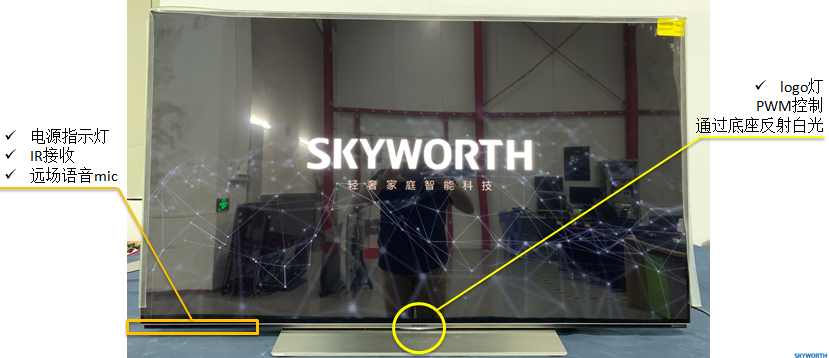 ✓ 电源指示灯
✓ IR接收
✓ 远场语音mic
SKYWORTH
轻奢家庭智能科技
✓ logo灯
PWM控制
通过底座反射白光
SKYWORTH